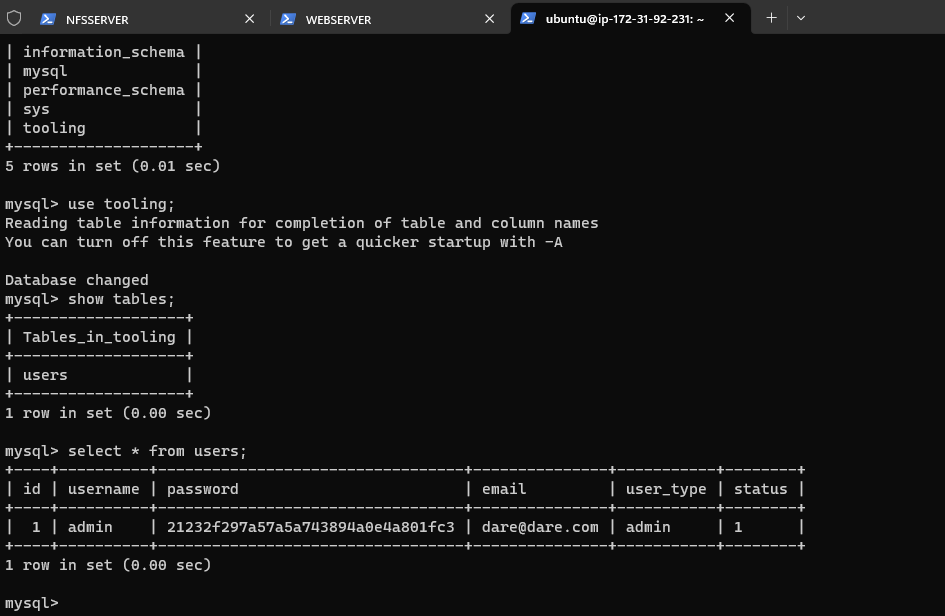 NFSSERVER
WEBSERVER
ubuntu@ip-172-31-92-231: ~
| information_schema |
| mysql              |
| performance_schema |
| sys                |
| tooling            |
+--------------------+
5 rows in set (0.01 sec)
mysql> use tooling;
Reading table information for completion of table and column names
You can turn off this feature to get a quicker startup with -A
Database changed
mysql> show tables;
+-------------------+
| Tables_in_tooling |
+-------------------+
| users             |
+-------------------+
1 row in set (0.00 sec)
mysql> select * from users;
+----+----------+----------------------------------+---------------+-----------+--------+
| id | username | password                         | email         | user_type | status |
+----+----------+----------------------------------+---------------+-----------+--------+
|  1 | admin    | 21232f297a57a5a743894a0e4a801fc3 | dare@dare.com | admin     | 1      |
+----+----------+----------------------------------+---------------+-----------+--------+
1 row in set (0.00 sec)
mysql>